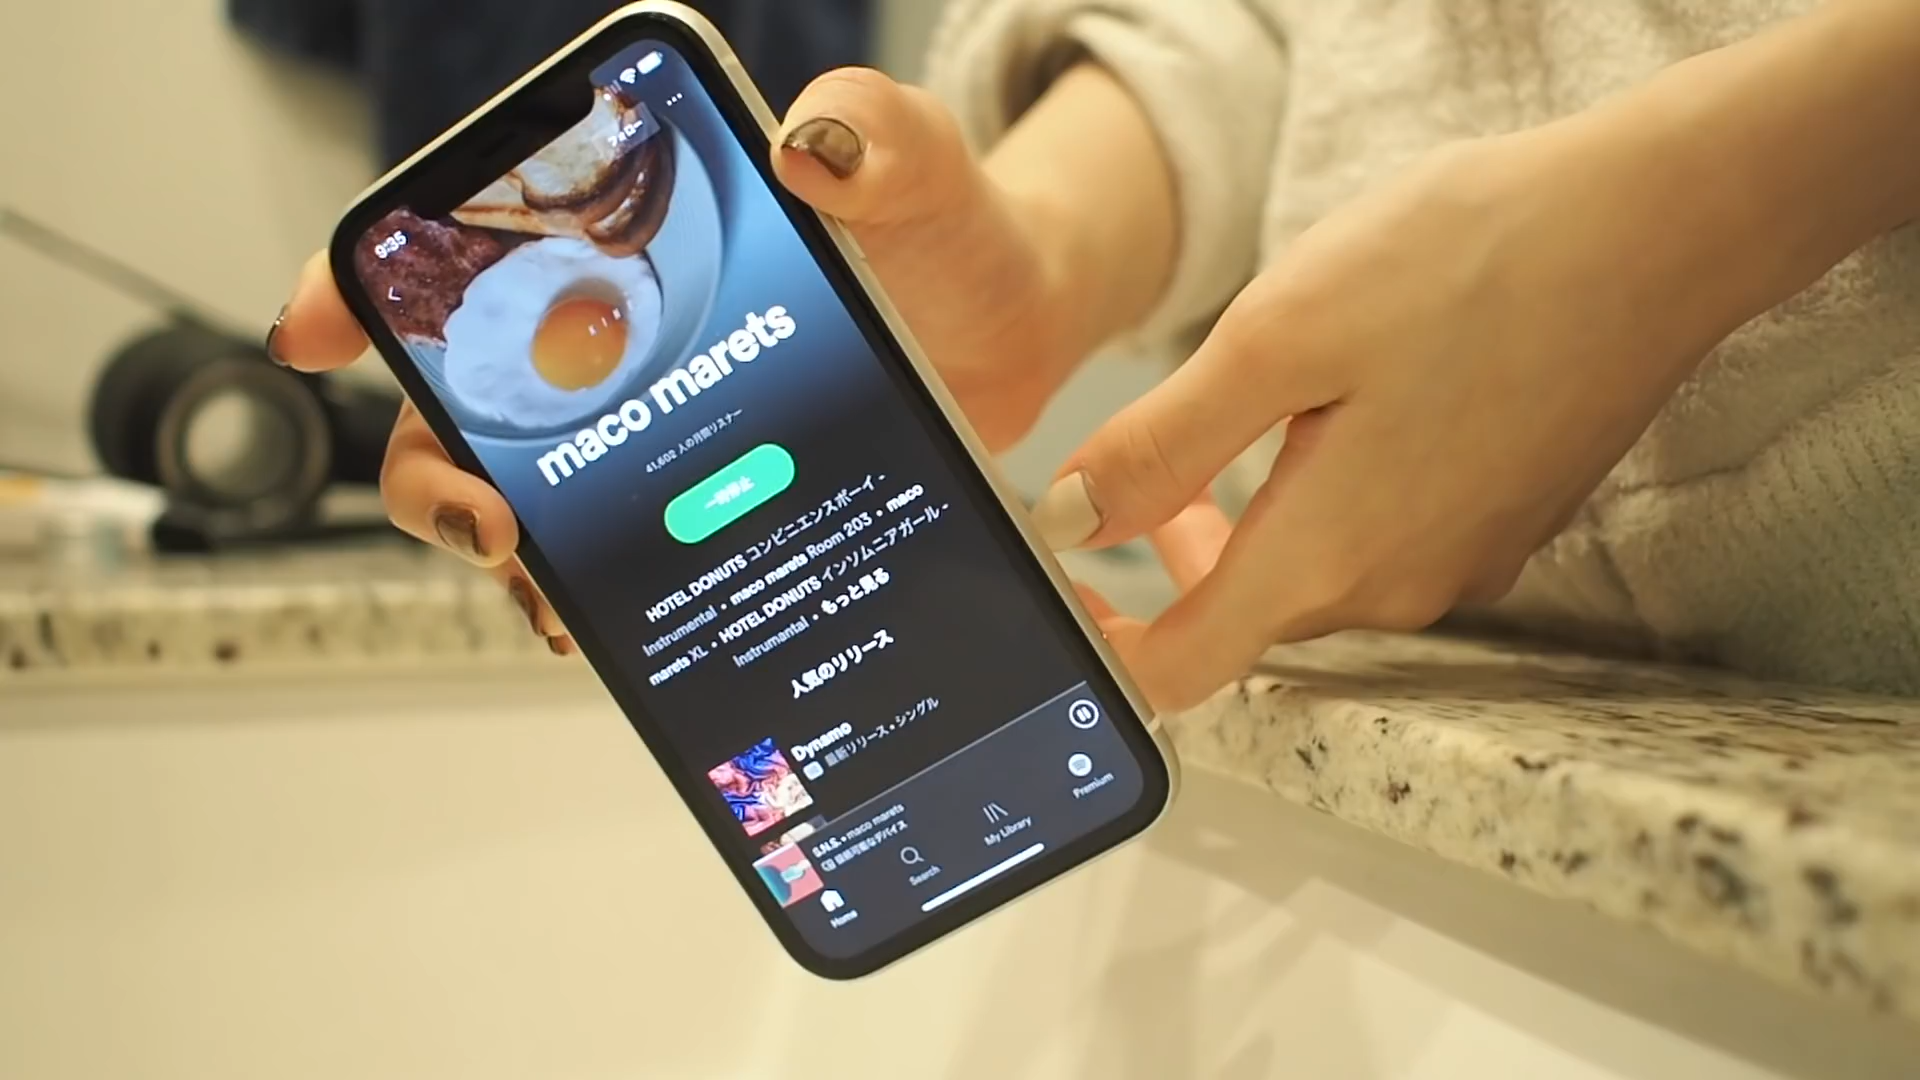 9:35
フォロー
maco marets
41,602 人の月間リスナー
一時停止
HOTEL DONUTS コンビニエンスボーイ -
Instrumental • maco marets Room 203 • maco
marets XL • HOTEL DONUTS インソムニアガール -
Instrumantal • もっと見る
人気のリリース
Dynamo
最新リリース • シングル
S.N.S. • maco marets
接続可能なデバイス
Home
Search
My Library
Premium